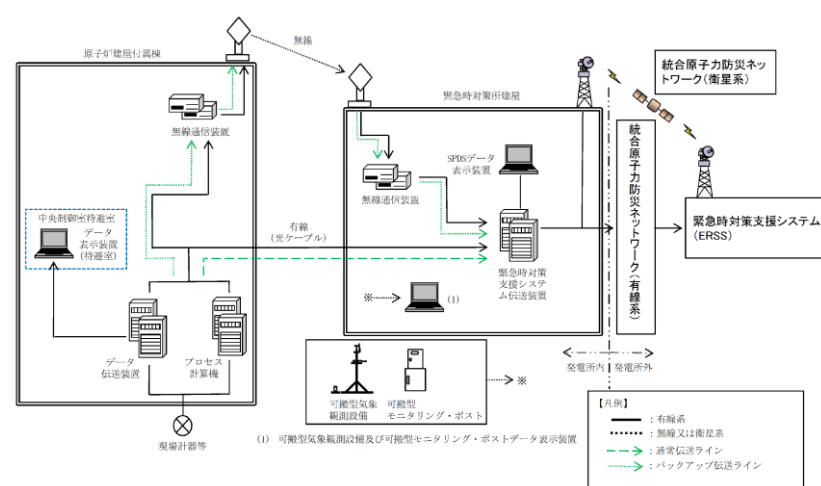 原子炉建屋付属棟
無線
無線通信装置
中央制御室待避室
データ
表示装置
(待避室)
データ
伝送装置
プロセス
計算機
現場計器等
有線
(光ケーブル)
緊急時対策所建屋
無線通信装置
SPDSデータ
表示装置
緊急時対策
支援システ
ム伝送装置
※
(1)
可搬型気象
観測設備
可搬型
モニタリング・ポスト
※
(1) 可搬型気象観測設備及び可搬型モニタリング・ポストデータ表示装置
統合原子力防災ネッ
トワーク(衛星系)
統合原子力防災ネットワーク(有線系)
緊急時対策支援システム
(ERSS)
発電所内
発電所外
【凡例】
:有線系
:無線又は衛星系
:通常伝送ライン
:バックアップ伝送ライン